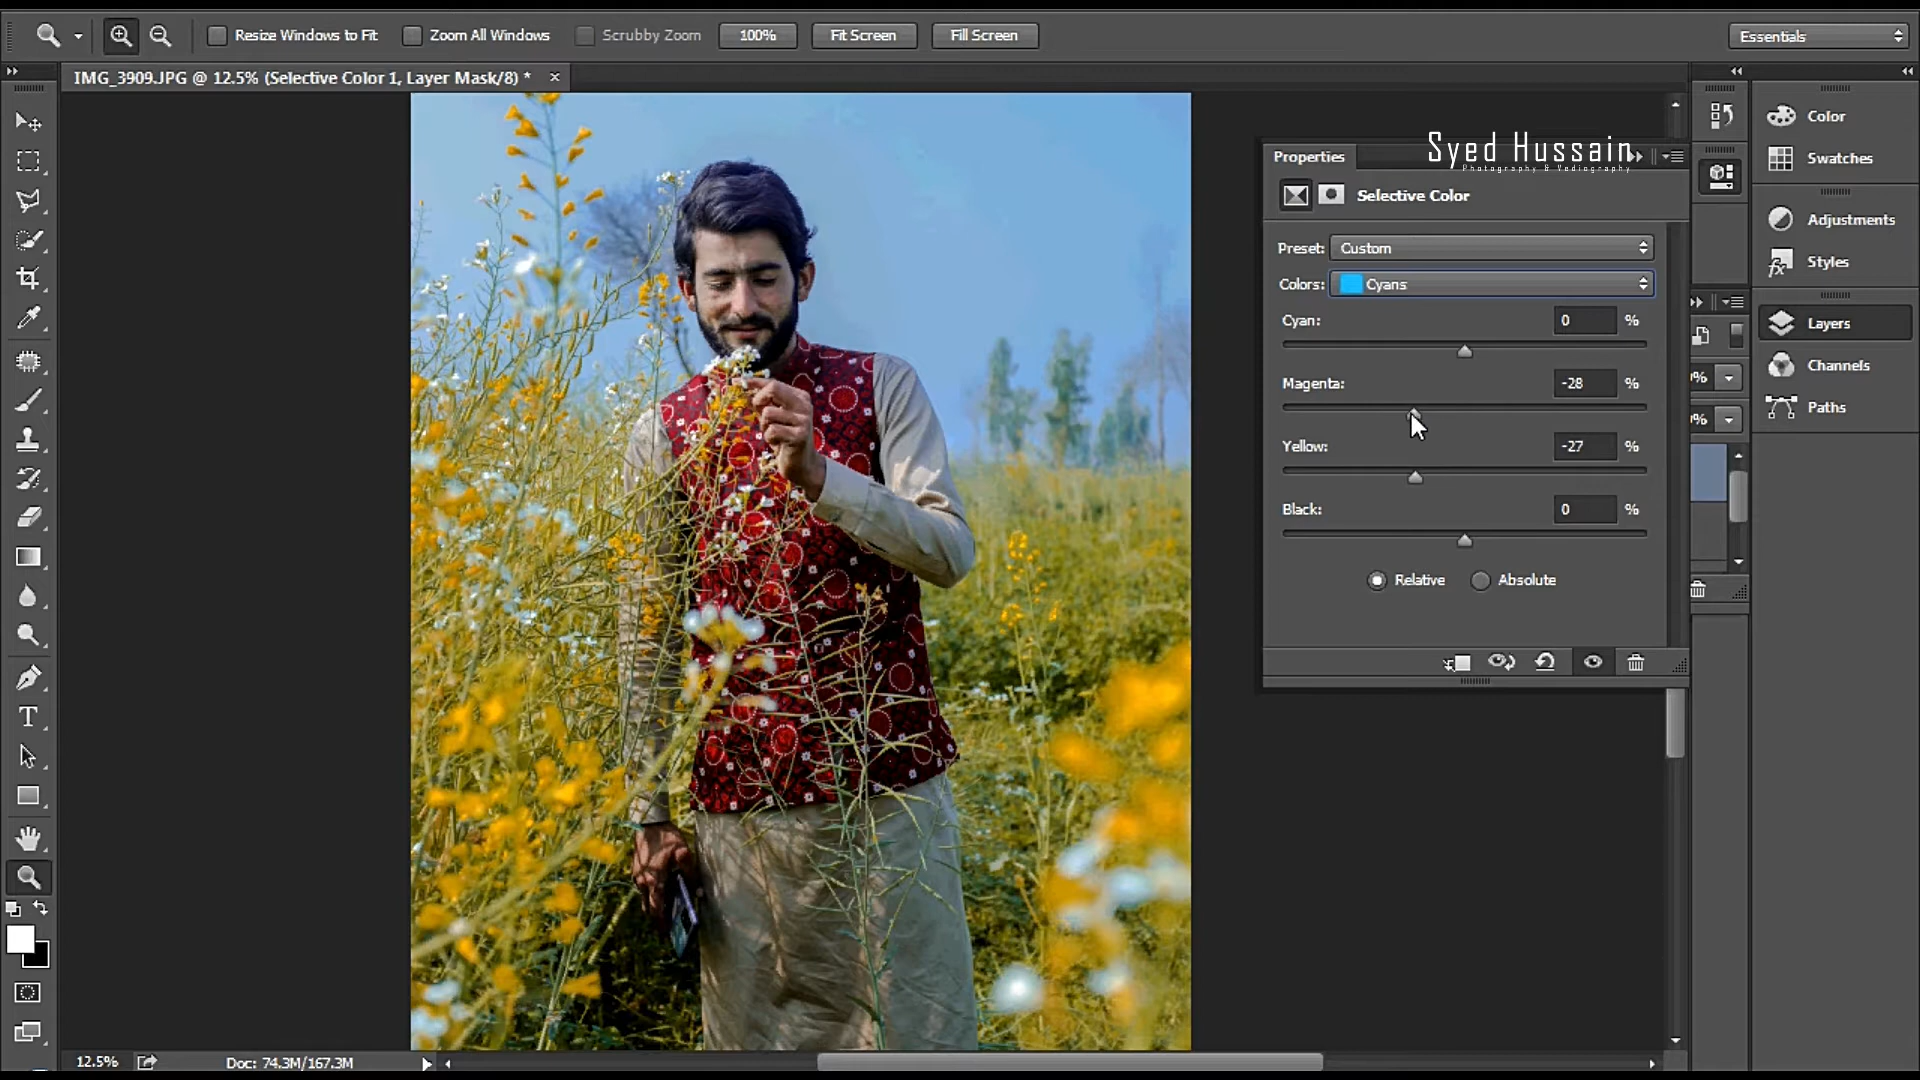 Resize Windows to Fit
Zoom All Windows
Scrubby Zoom
100%
Fit Screen
Fill Screen
Essentials
IMG_3909.JPG @ 12.5% (Selective Color 1, Layer Mask/8) *
Syed Hussain
Photography & Vediography
Properties
Selective Color
Preset: Custom
Colors: Cyans
Cyan: 0 %
Magenta: -28 %
Yellow: -27 %
Black: 0 %
Relative
Absolute
Color
Swatches
Adjustments
Styles
Layers
Channels
Paths
%
%
12.5%
Doc: 74.3M/167.3M